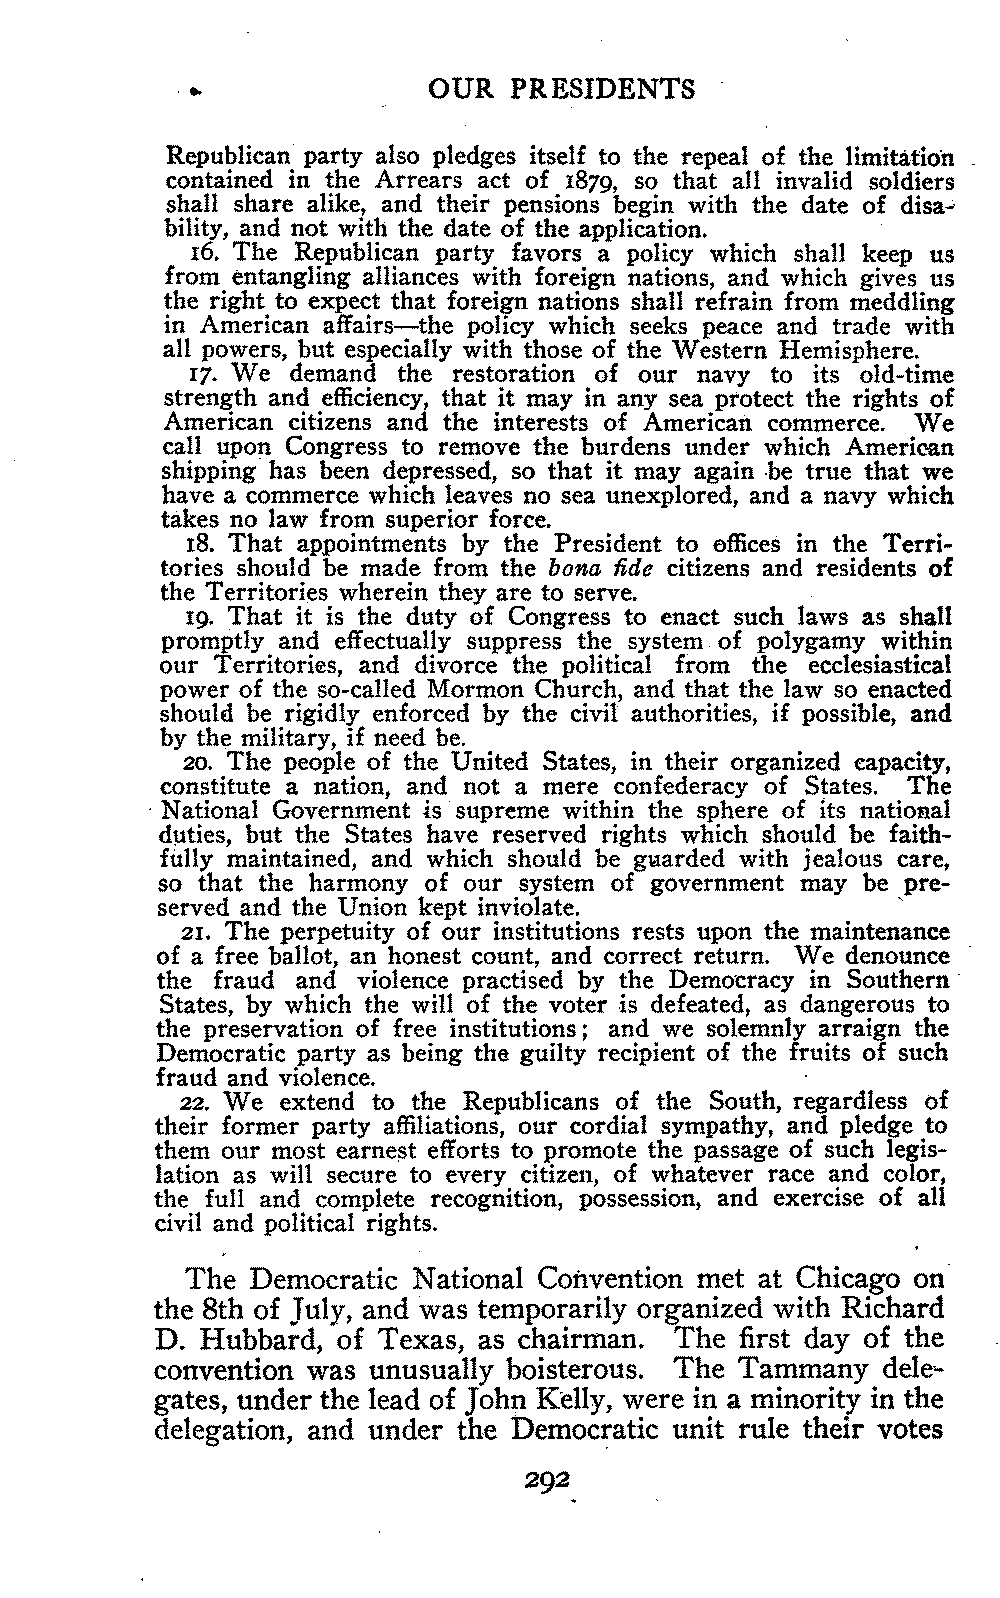 OUR PRESIDENTS
Republican party also pledges itself to the repeal of the limitation
contained in the Arrears act of 1879, so that all invalid soldiers
shall share alike, and their pensions begin with the date of disa-
bility, and not with the date of the application.
16. The Republican party favors a policy which shall keep us
from entangling alliances with foreign nations, and which gives us
the right to expect that foreign nations shall refrain from meddling
in American affairs—the policy which seeks peace and trade with
all powers, but especially with those of the Western Hemisphere.
17. We demand the restoration of our navy to its old-time
strength and efficiency, that it may in any sea protect the rights of
American citizens and the interests of American commerce. We
call upon Congress to remove the burdens under which American
shipping has been depressed, so that it may again be true that we
have a commerce which leaves no sea unexplored, and a navy which
takes no law from superior force.
18. That appointments by the President to offices in the Terri-
tories should be made from the bona fide citizens and residents of
the Territories wherein they are to serve.
19. That it is the duty of Congress to enact such laws as shall
promptly and effectually suppress the system of polygamy within
our Territories, and divorce the political from the ecclesiastical
power of the so-called Mormon Church, and that the law so enacted
should be rigidly enforced by the civil authorities, if possible, and
by the military, if need be.
20. The people of the United States, in their organized capacity,
constitute a nation, and not a mere confederacy of States. The
National Government is supreme within the sphere of its national
duties, but the States have reserved rights which should be faith-
fully maintained, and which should be guarded with jealous care,
so that the harmony of our system of government may be pre-
served and the Union kept inviolate.
21. The perpetuity of our institutions rests upon the maintenance
of a free ballot, an honest count, and correct return. We denounce
the fraud and violence practised by the Democracy in Southern
States, by which the will of the voter is defeated, as dangerous to
the preservation of free institutions; and we solemnly arraign the
Democratic party as being the guilty recipient of the fruits of such
fraud and violence.
22. We extend to the Republicans of the South, regardless of
their former party affiliations, our cordial sympathy, and pledge to
them our most earnest efforts to promote the passage of such legis-
lation as will secure to every citizen, of whatever race and color,
the full and complete recognition, possession, and exercise of all
civil and political rights.
The Democratic National Convention met at Chicago on
the 8th of July, and was temporarily organized with Richard
D. Hubbard, of Texas, as chairman. The first day of the
convention was unusually boisterous. The Tammany dele-
gates, under the lead of John Kelly, were in a minority in the
delegation, and under the Democratic unit rule their votes
292